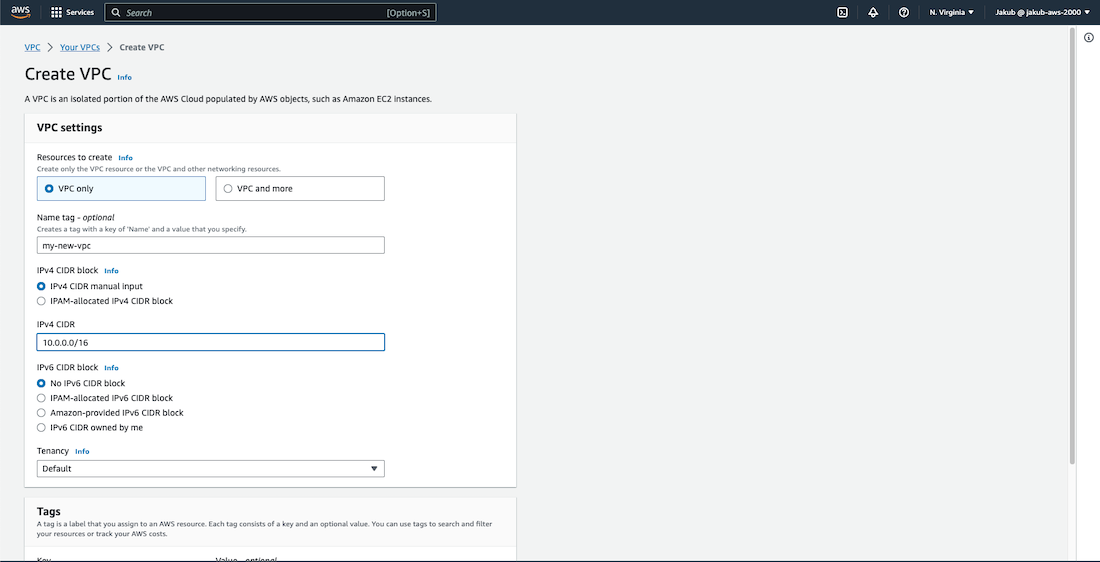 aws
Services
Search
[Option+S]
N. Virginia
Jakub @ jakub-aws-2000
VPC
Your VPCs
Create VPC
Create VPC Info
A VPC is an isolated portion of the AWS Cloud populated by AWS objects, such as Amazon EC2 instances.
VPC settings
Resources to create Info
Create only the VPC resource or the VPC and other networking resources.
VPC only
VPC and more
Name tag - optional
Creates a tag with a key of 'Name' and a value that you specify.
my-new-vpc
IPv4 CIDR block Info
IPv4 CIDR manual input
IPAM-allocated IPv4 CIDR block
IPv4 CIDR
10.0.0.0/16
IPv6 CIDR block Info
No IPv6 CIDR block
IPAM-allocated IPv6 CIDR block
Amazon-provided IPv6 CIDR block
IPv6 CIDR owned by me
Tenancy Info
Default
Tags
A tag is a label that you assign to an AWS resource. Each tag consists of a key and an optional value. You can use tags to search and filter
your resources or track your AWS costs.
Key
Value - optional